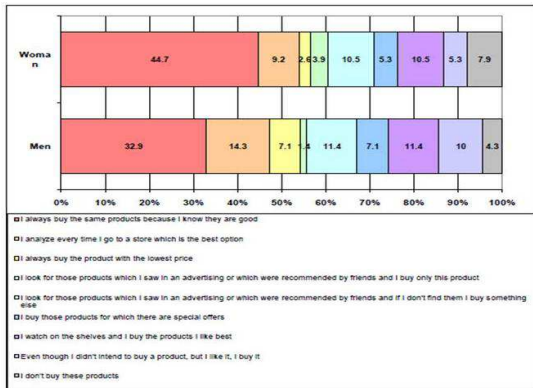 Woma
n
44.7
9.2
2.6
3.9
10.5
5.3
10.5
5.3
7.9
Men
32.9
14.3
7.1
1.4
11.4
7.1
11.4
10
4.3
0%
10%
20%
30%
40%
50%
60%
70%
80%
90%
100%
I always buy the same products because I know they are good
I analyze every time I go to a store which is the best option
I always buy the product with the lowest price
I look for those products which I saw in an advertising or which were recommended by friends and I buy only this product
I look for those products which I saw in an advertising or which were recommended by friends and if I don't find them I buy something
else
I buy those products for which there are special offers
I watch on the shelves and I buy the products I like best
Even though I didn't intend to buy a product, but I like it, I buy it
I don't buy these products